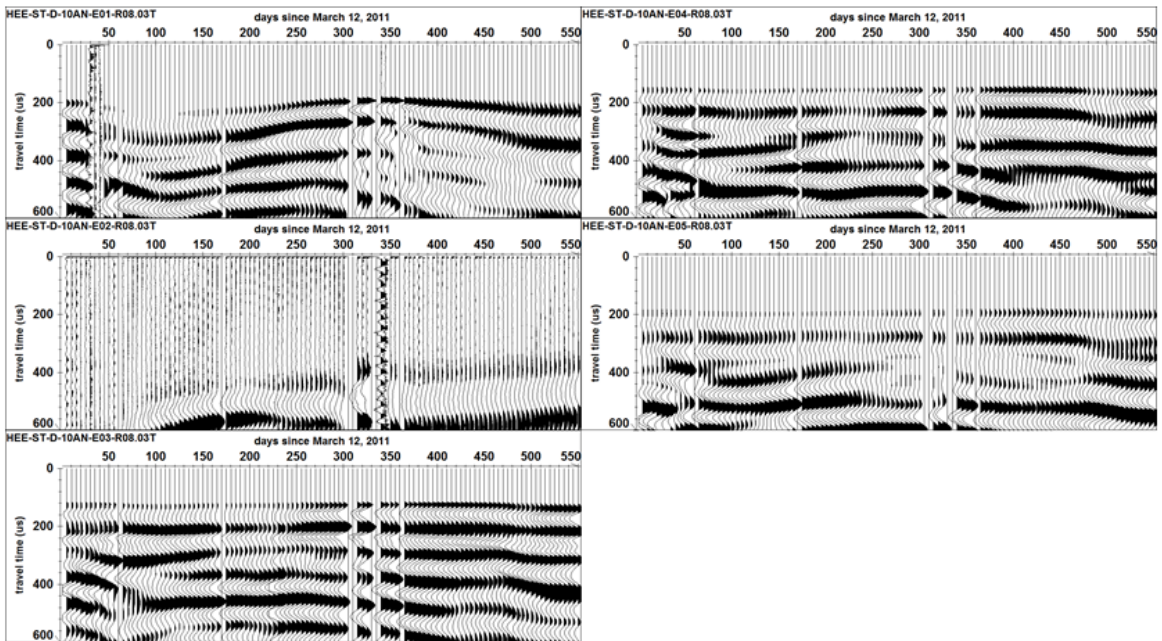 HEE-ST-D-10AN-E01-R08.03T days since March 12, 2011
50 100 150 200 250 300 350 400 450 500 550
travel time (us)
0
200
400
600
HEE-ST-D-10AN-E04-R08.03T days since March 12, 2011
50 100 150 200 250 300 350 400 450 500 550
travel time (us)
0
200
400
600
HEE-ST-D-10AN-E02-R08.03T days since March 12, 2011
50 100 150 200 250 300 350 400 450 500 550
travel time (us)
0
200
400
600
HEE-ST-D-10AN-E05-R08.03T days since March 12, 2011
50 100 150 200 250 300 350 400 450 500 550
travel time (us)
0
200
400
600
HEE-ST-D-10AN-E03-R08.03T days since March 12, 2011
50 100 150 200 250 300 350 400 450 500 550
travel time (us)
0
200
400
600